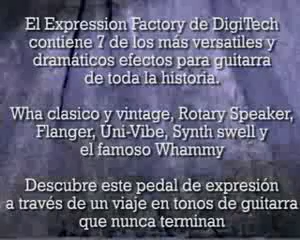 El Expression Factory de DigiTech
contiene 7 de los más versatiles y
dramáticos efectos para guitarra
de toda la historia.
Wha clasico y vintage, Rotary Speaker,
Flanger, Uni-Vibe, Synth swell y
el famoso Whammy
Descubre este pedal de expresión
a través de un viaje en tonos de guitarra
que nunca terminan